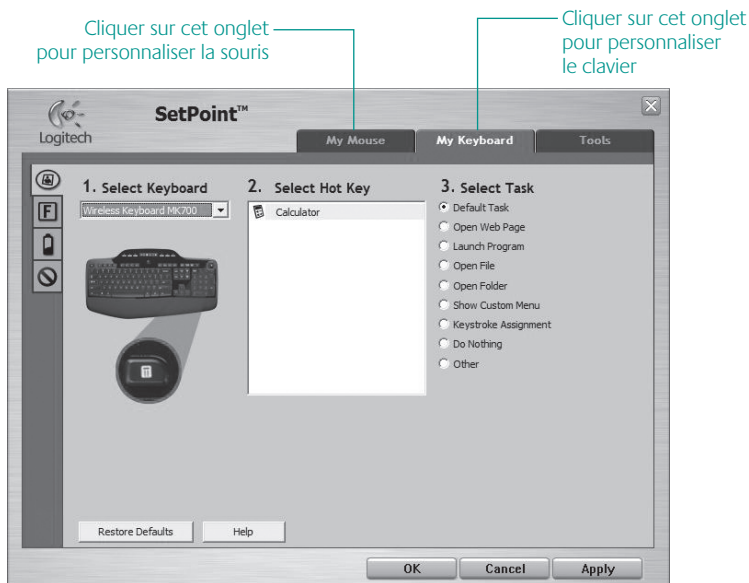 Cliquer sur cet onglet
pour personnaliser la souris
Cliquer sur cet onglet
pour personnaliser
le clavier
Logitech
SetPoint™
My Mouse
My Keyboard
Tools
1. Select Keyboard
Wireless Keyboard MK700
2. Select Hot Key
Calculator
3. Select Task
Default Task
Open Web Page
Launch Program
Open File
Open Folder
Show Custom Menu
Keystroke Assignment
Do Nothing
Other
F
Restore Defaults
Help
OK
Cancel
Apply